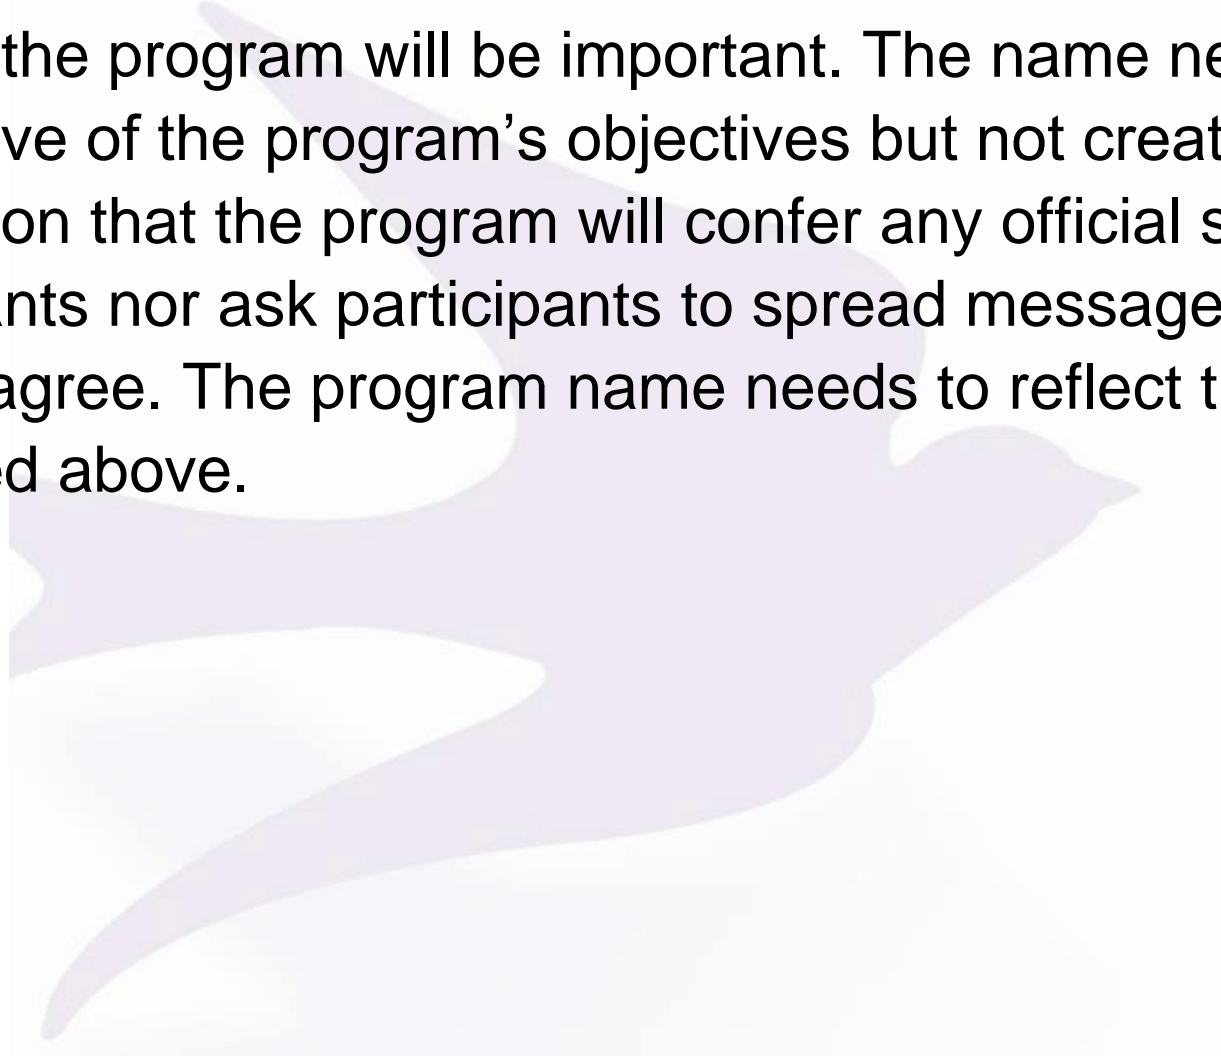 the program will be important. The name ne
ve of the program’s objectives but not creat
on that the program will confer any official s
nts nor ask participants to spread message
agree. The program name needs to reflect t
ed above.